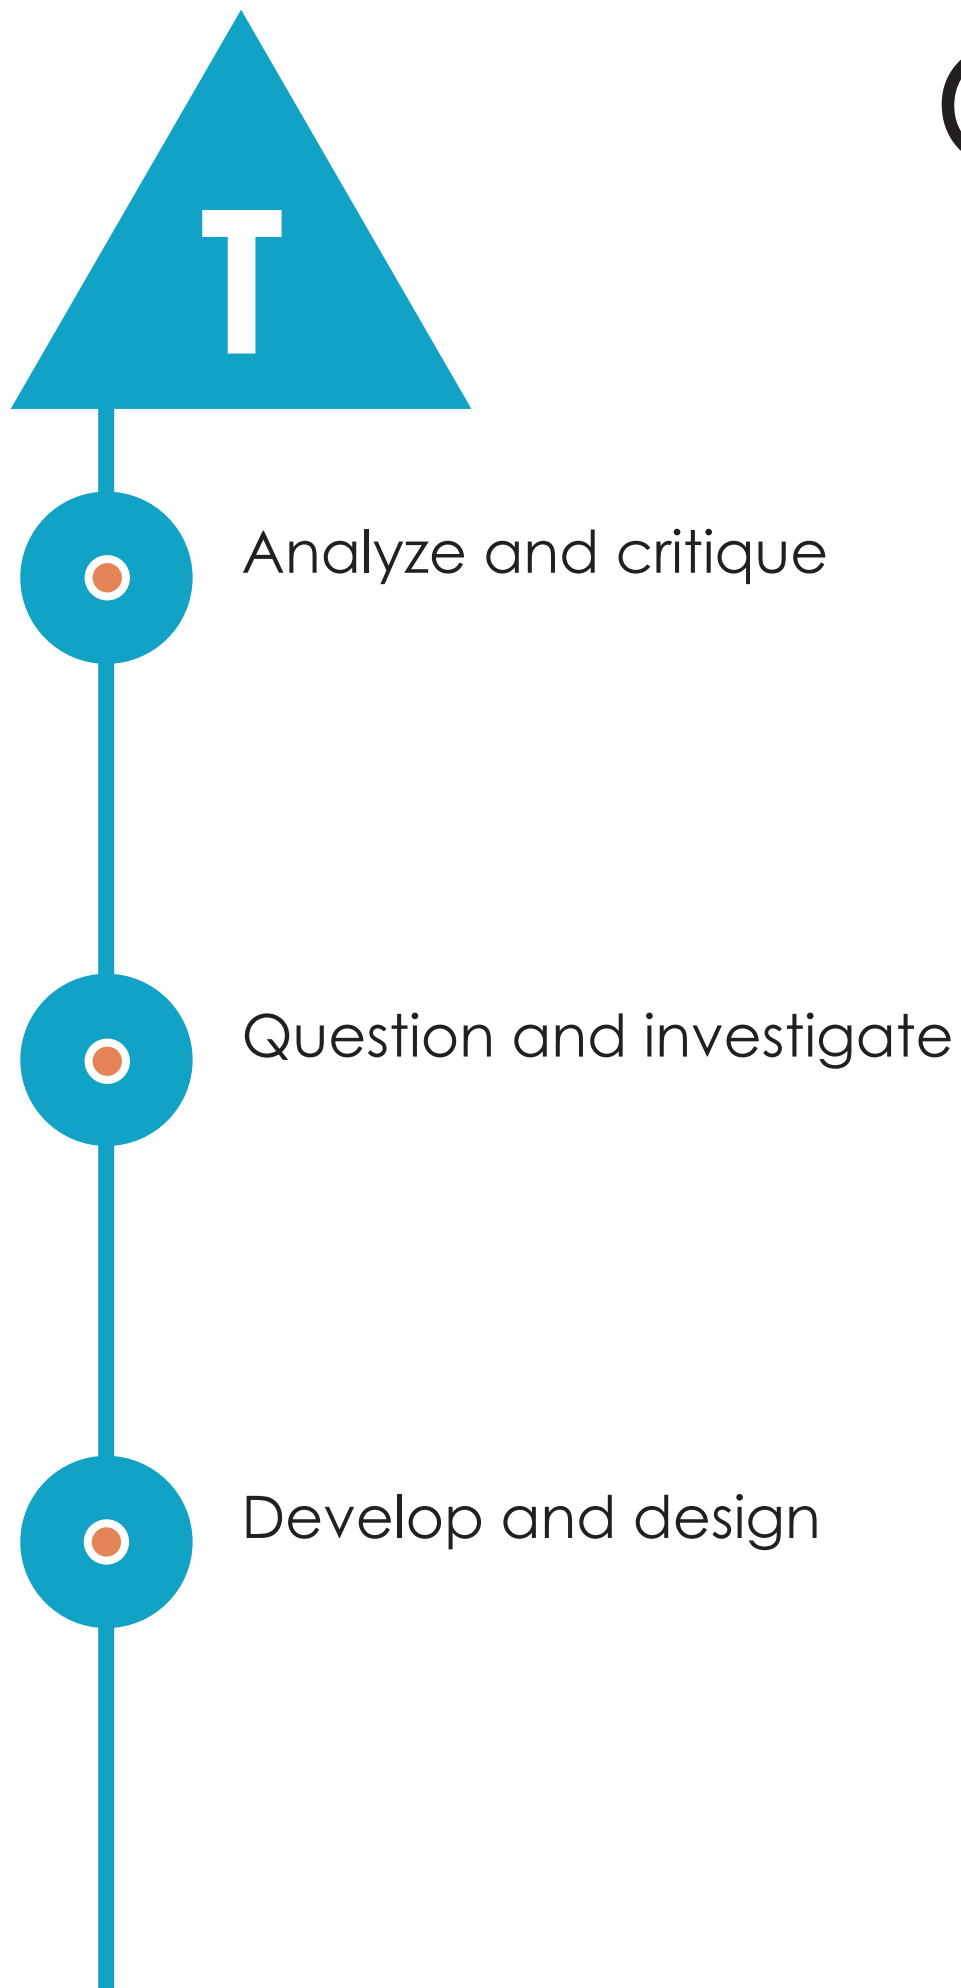 T
Analyze and critique
Question and investigate
Develop and design